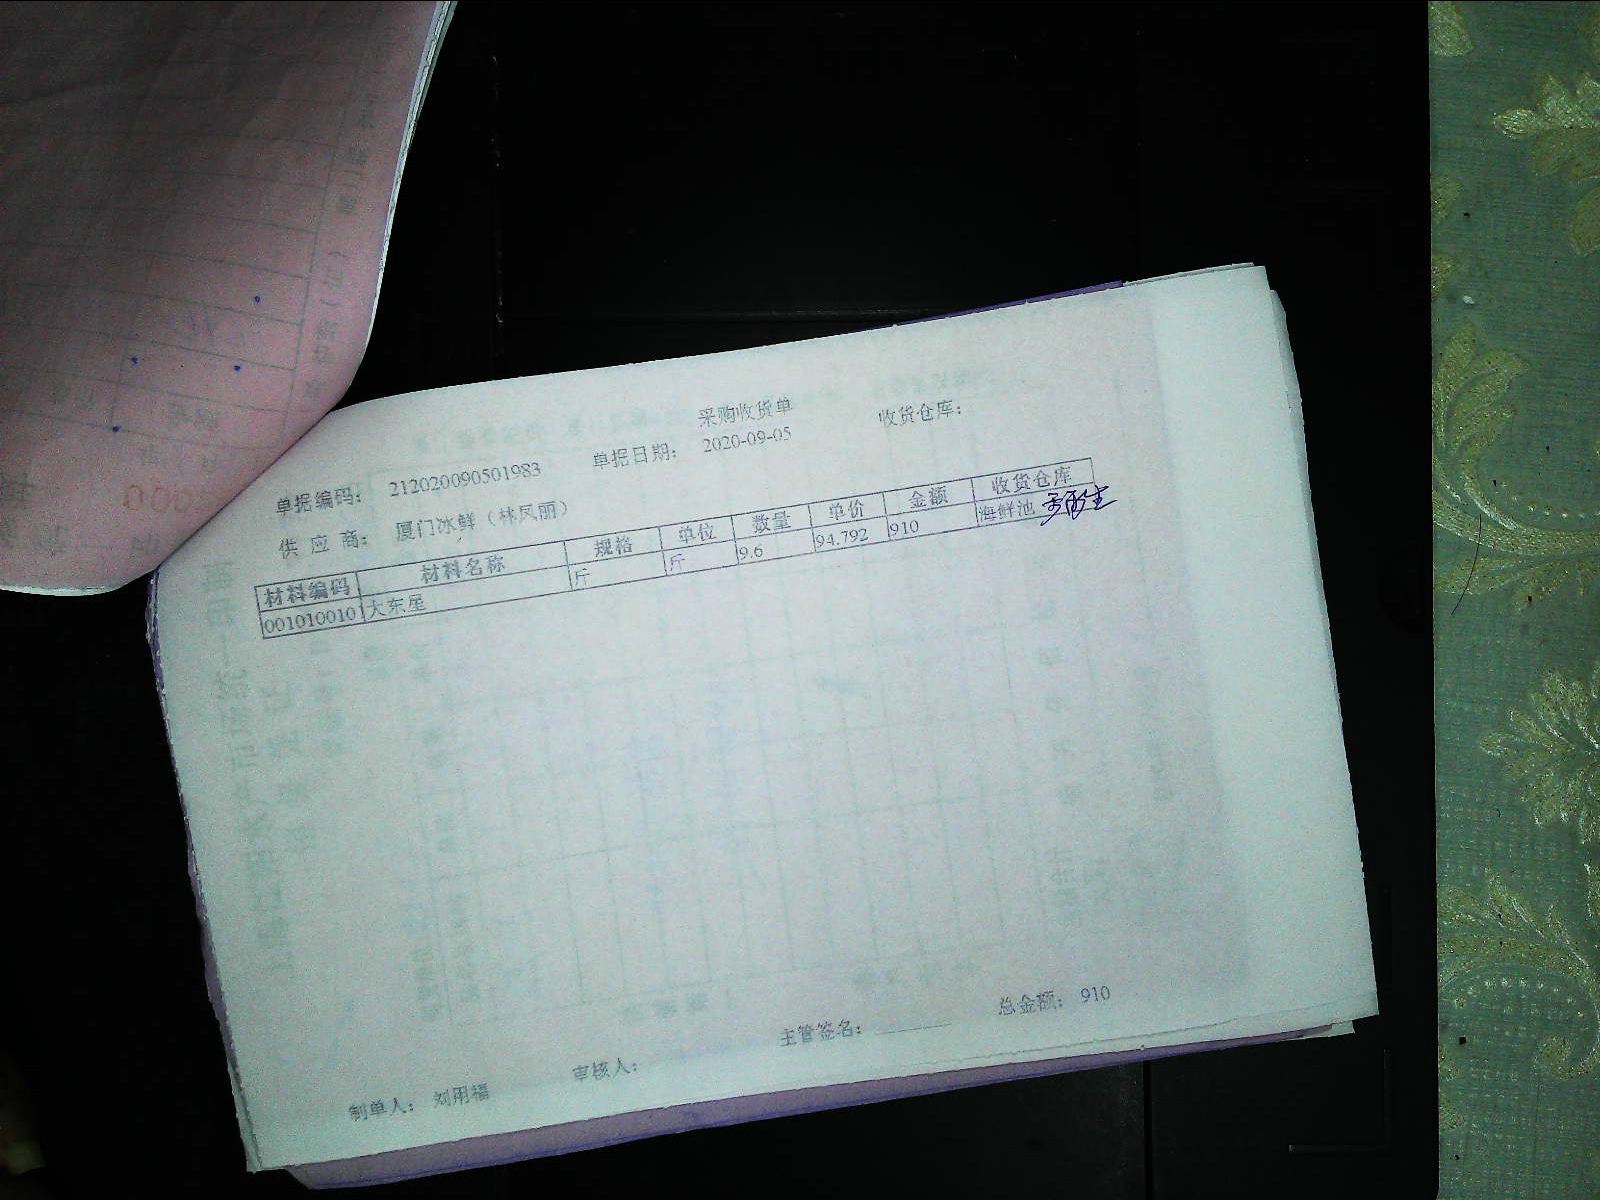 采购收货单
单据编码： 212020090501983 单据日期： 2020-09-05 收货仓库：
供 应 商： 厦门冰鲜（林凤丽）
材料编码 材料名称 规格 单位 数量 单价 金额 收货仓库
001010010 大东星 斤 斤 9.6 94.792 910 海鲜池
制单人： 刘用福 审核人： 主管签名： 总金额： 910